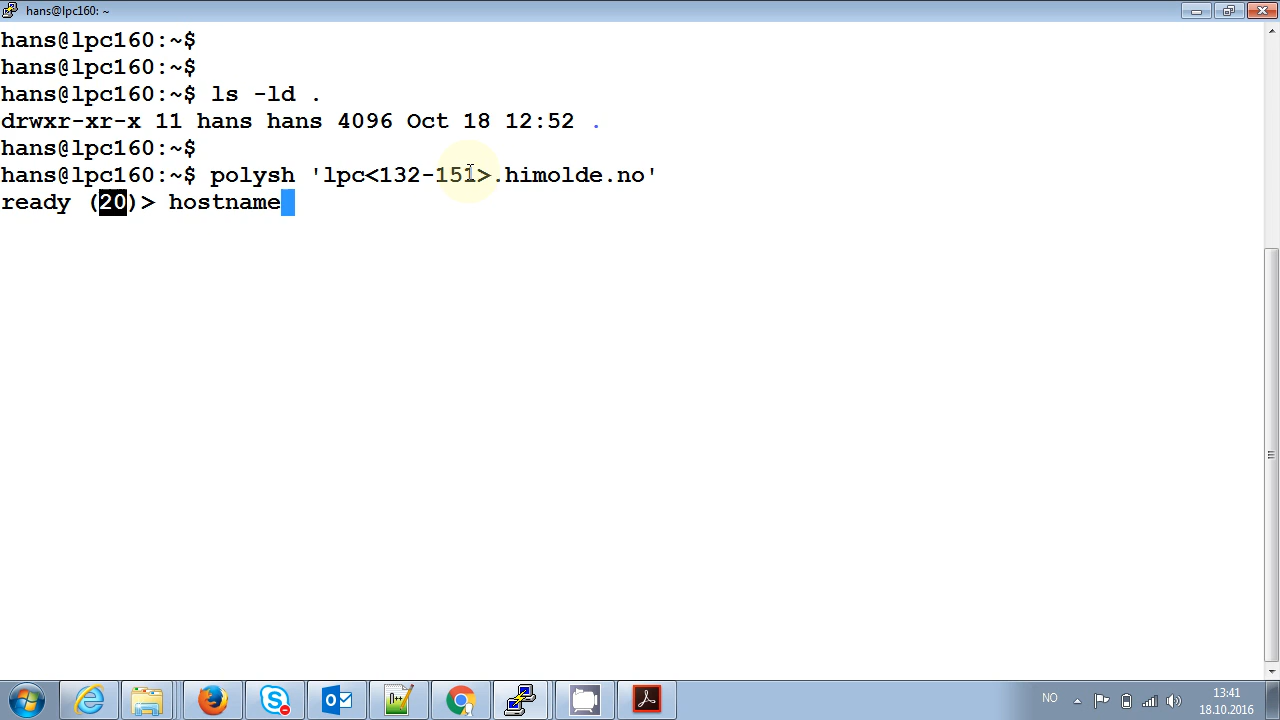 hans@lpc160: ~
hans@lpc160:~$
hans@lpc160:~$
hans@lpc160:~$ ls -ld .
drwxr-xr-x 11 hans hans 4096 Oct 18 12:52 .
hans@lpc160:~$
hans@lpc160:~$ polysh 'lpc<132-151>.himolde.no'
ready (20)> hostname
NO
13:41
18.10.2016